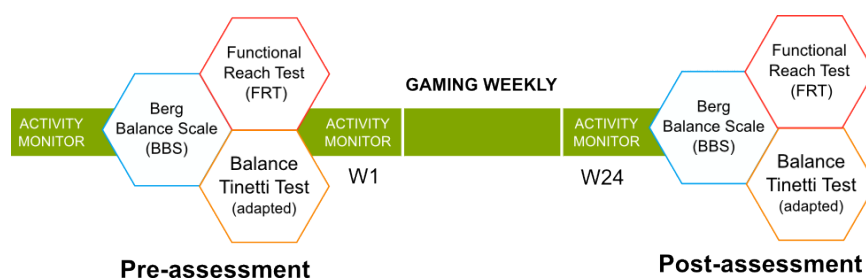 ACTIVITY
MONITOR
Berg
Balance Scale
(BBS)
Functional
Reach Test
(FRT)
Balance
Tinetti Test
(adapted)
Pre-assessment
ACTIVITY
MONITOR
W1
GAMING WEEKLY
ACTIVITY
MONITOR
W24
Berg
Balance Scale
(BBS)
Functional
Reach Test
(FRT)
Balance
Tinetti Test
(adapted)
Post-assessment